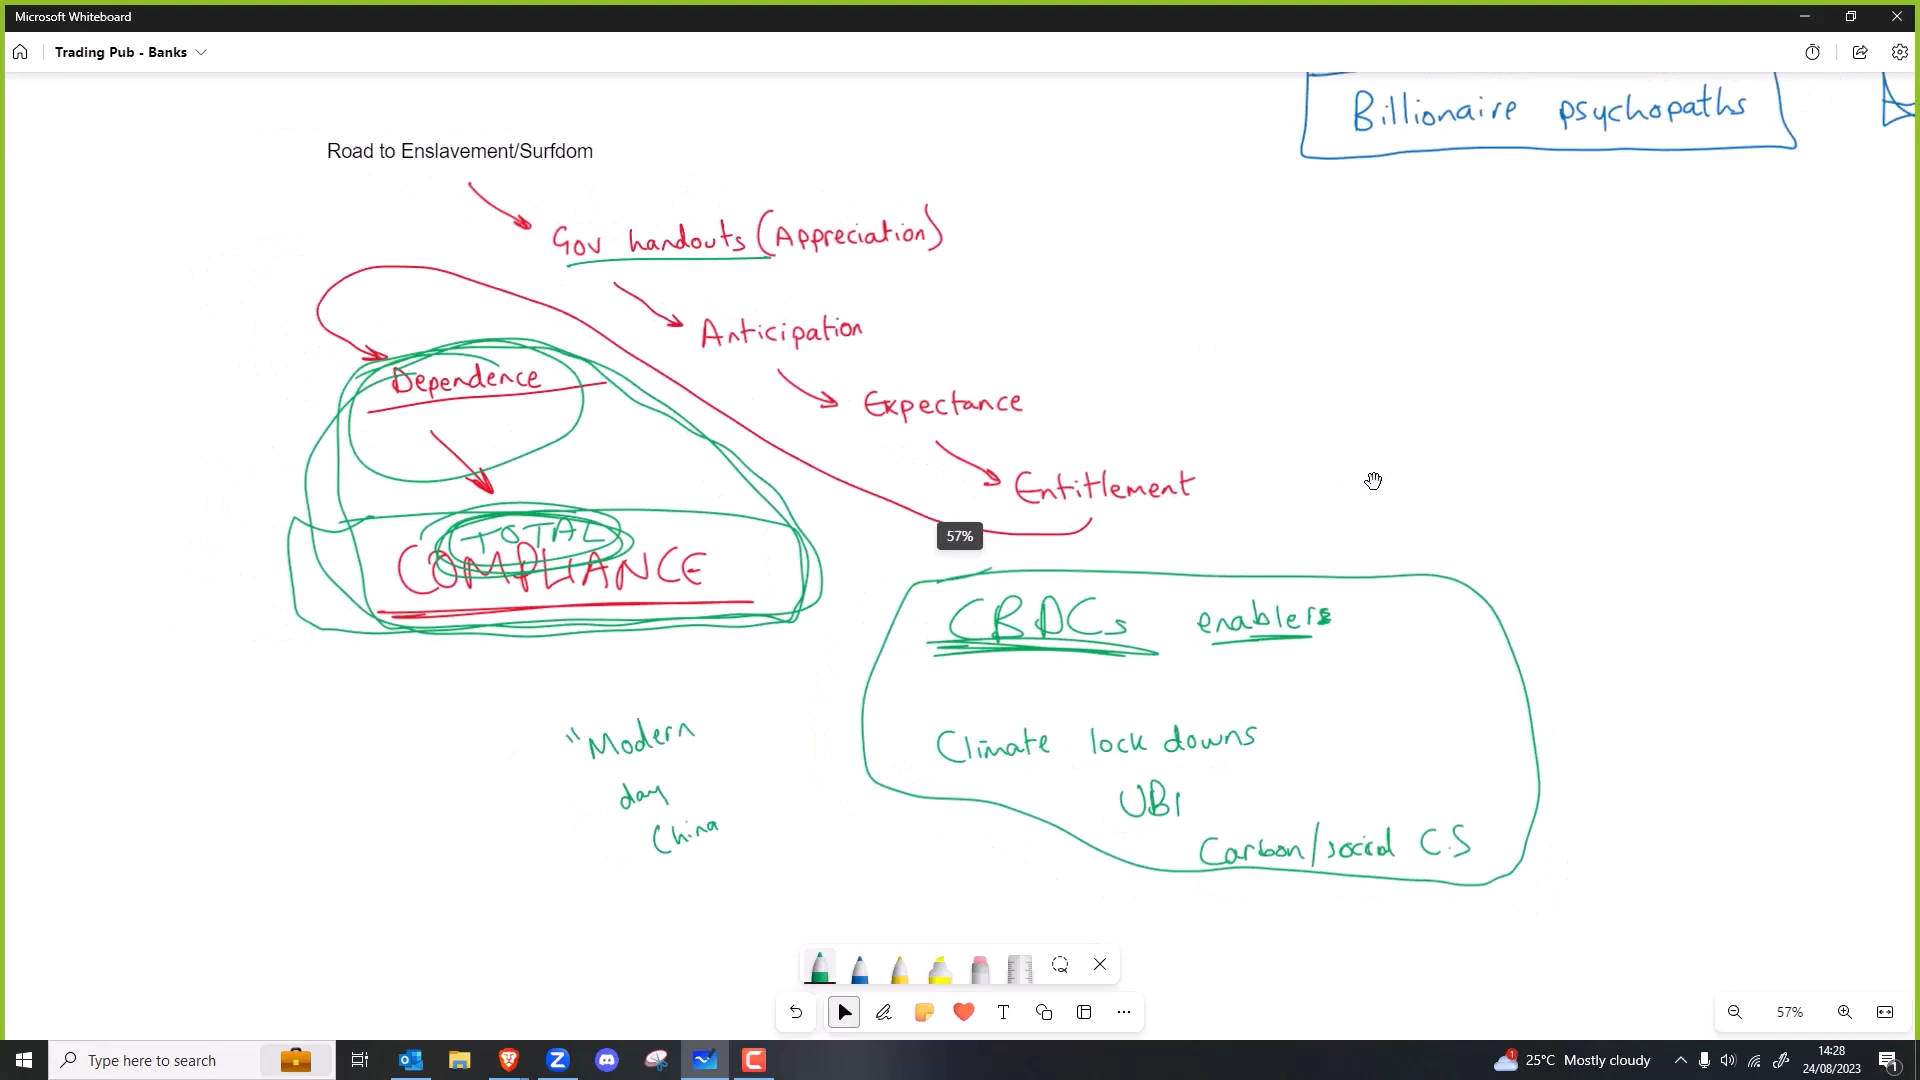 Microsoft Whiteboard
Trading Pub - Banks
Billionaire psychopaths
Road to Enslavement/Surfdom
Gov handouts (Appreciation)
Anticipation
Dependence
Expectance
Entitlement
57%
TOTAL
COMPLIANCE
CBDCs enablers
"Modern
day
China
Climate lock downs
UBI
Carbon/social C.S
57%
Type here to search
1
25°C Mostly cloudy
14:28
24/08/2023
1